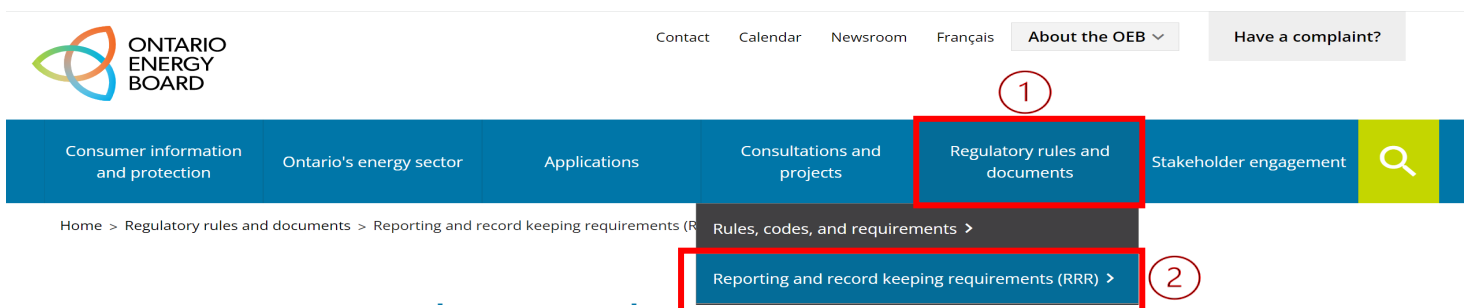 ONTARIO
ENERGY
BOARD
Contact Calendar Newsroom Français About the OEB Have a complaint?
1
Consumer information
and protection
Ontario's energy sector
Applications
Consultations and
projects
Regulatory rules and
documents
Stakeholder engagement
Home > Regulatory rules and documents > Reporting and record keeping requirements (R
Rules, codes, and requirements >
Reporting and record keeping requirements (RRR) >
2